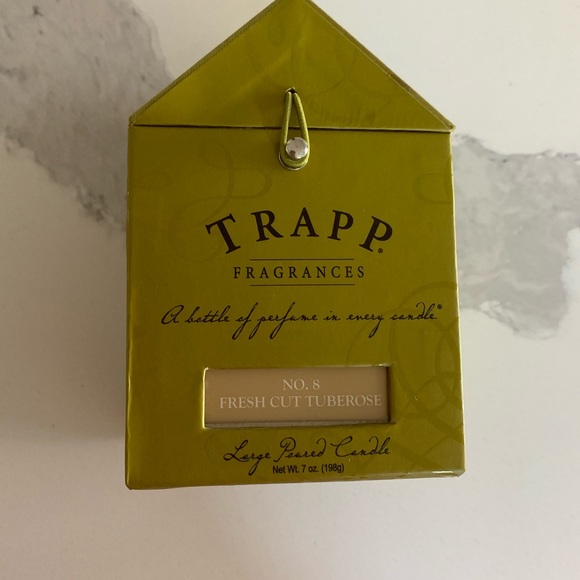 TRAPP®
FRAGRANCES
A bottle of perfume in every candle®
NO. 8
FRESH CUT TUBEROSE
Large Poured Candle
Net Wt. 7 oz. (198g)